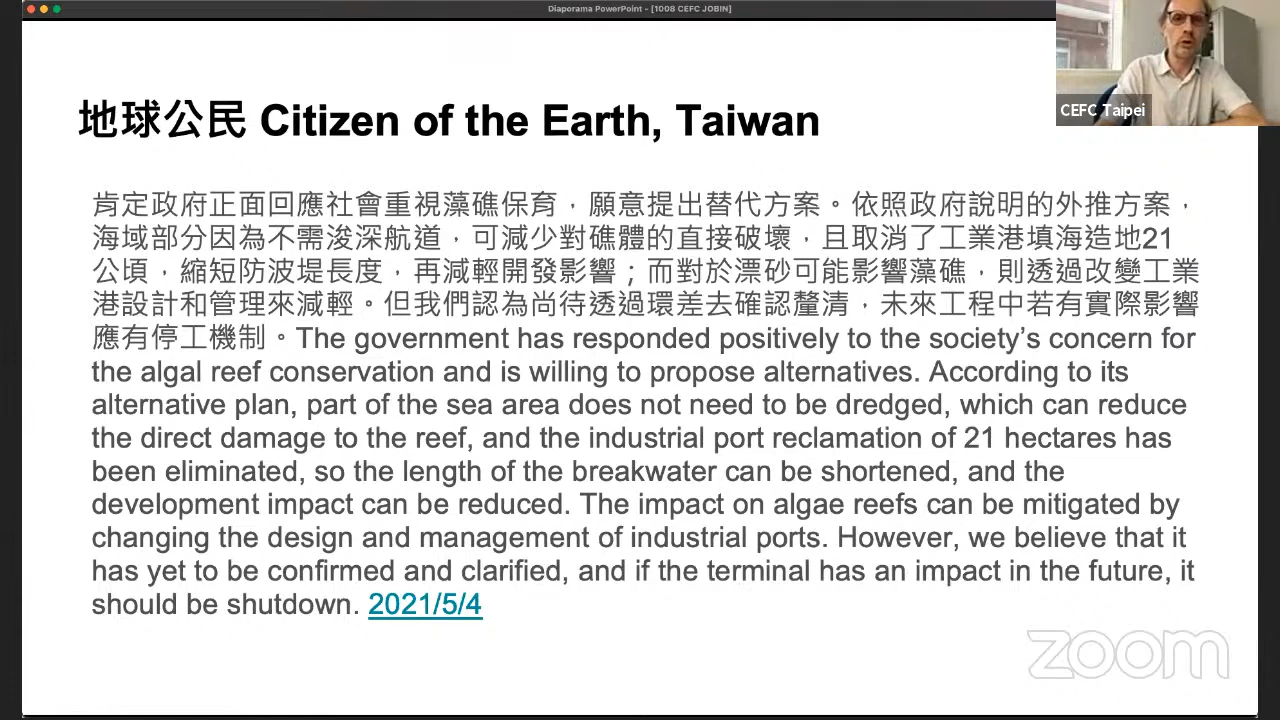 Diaporama PowerPoint - [1008 CEFC JOBIN]
CEFC Taipei
地球公民 Citizen of the Earth, Taiwan
肯定政府正面回應社會重視藻礁保育，願意提出替代方案。依照政府說明的外推方案，
海域部分因為不需浚深航道，可減少對礁體的直接破壞，且取消了工業港填海造地21
公頃，縮短防波堤長度，再減輕開發影響；而對於漂砂可能影響藻礁，則透過改變工業
港設計和管理來減輕。但我們認為尚待透過環差去確認釐清，未來工程中若有實際影響
應有停工機制。The government has responded positively to the society’s concern for
the algal reef conservation and is willing to propose alternatives. According to its
alternative plan, part of the sea area does not need to be dredged, which can reduce
the direct damage to the reef, and the industrial port reclamation of 21 hectares has
been eliminated, so the length of the breakwater can be shortened, and the
development impact can be reduced. The impact on algae reefs can be mitigated by
changing the design and management of industrial ports. However, we believe that it
has yet to be confirmed and clarified, and if the terminal has an impact in the future, it
should be shutdown. 2021/5/4
zoom